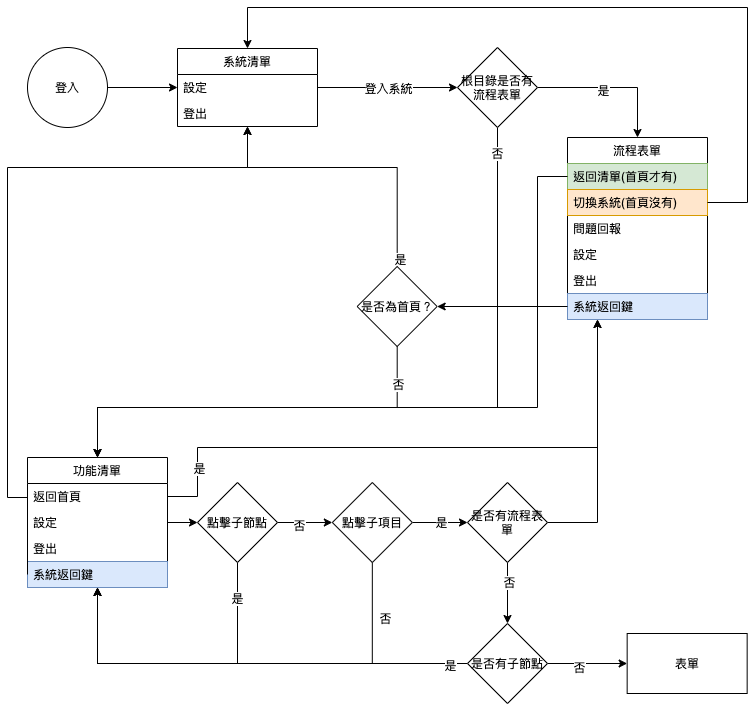 登入
系統清單
設定
登出
登入系統
根目錄是否有
流程表單
是
否
流程表單
返回清單(首頁才有)
切換系統(首頁沒有)
問題回報
設定
登出
系統返回鍵
是
是否為首頁？
否
功能清單
返回首頁
設定
登出
系統返回鍵
是
點擊子節點
否
點擊子項目
是
是否有流程表
單
是
否
否
是
是否有子節點
否
表單